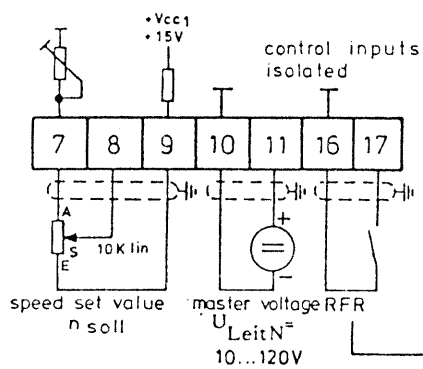 +Vcc1
+15V
control inputs
isolated
7 8 9 10 11 16 17
A
S
E
10K lin
+
-
speed set value
n soll
master voltage
U LeitN=
10...120V
RFR